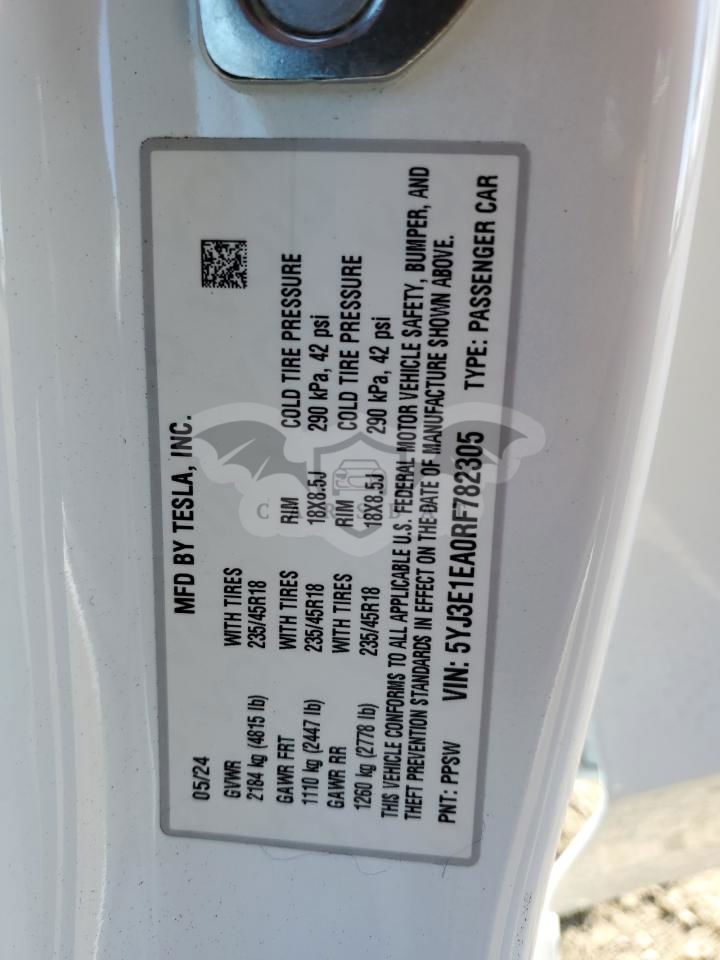 MFD BY TESLA, INC.
05/24
GVWR WITH TIRES RIM COLD TIRE PRESSURE
2184 kg (4815 lb) 235/45R18 18X8.5J 290 kPa, 42 psi
GAWR FRT WITH TIRES RIM COLD TIRE PRESSURE
1110 kg (2447 lb) 235/45R18 18X8.5J 290 kPa, 42 psi
GAWR RR WITH TIRES
1260 kg (2778 lb) 235/45R18
THIS VEHICLE CONFORMS TO ALL APPLICABLE U.S. FEDERAL MOTOR VEHICLE SAFETY, BUMPER, AND
THEFT PREVENTION STANDARDS IN EFFECT ON THE DATE OF MANUFACTURE SHOWN ABOVE.
PNT: PPSW VIN: 5YJ3E1EA0RF782305 TYPE: PASSENGER CAR